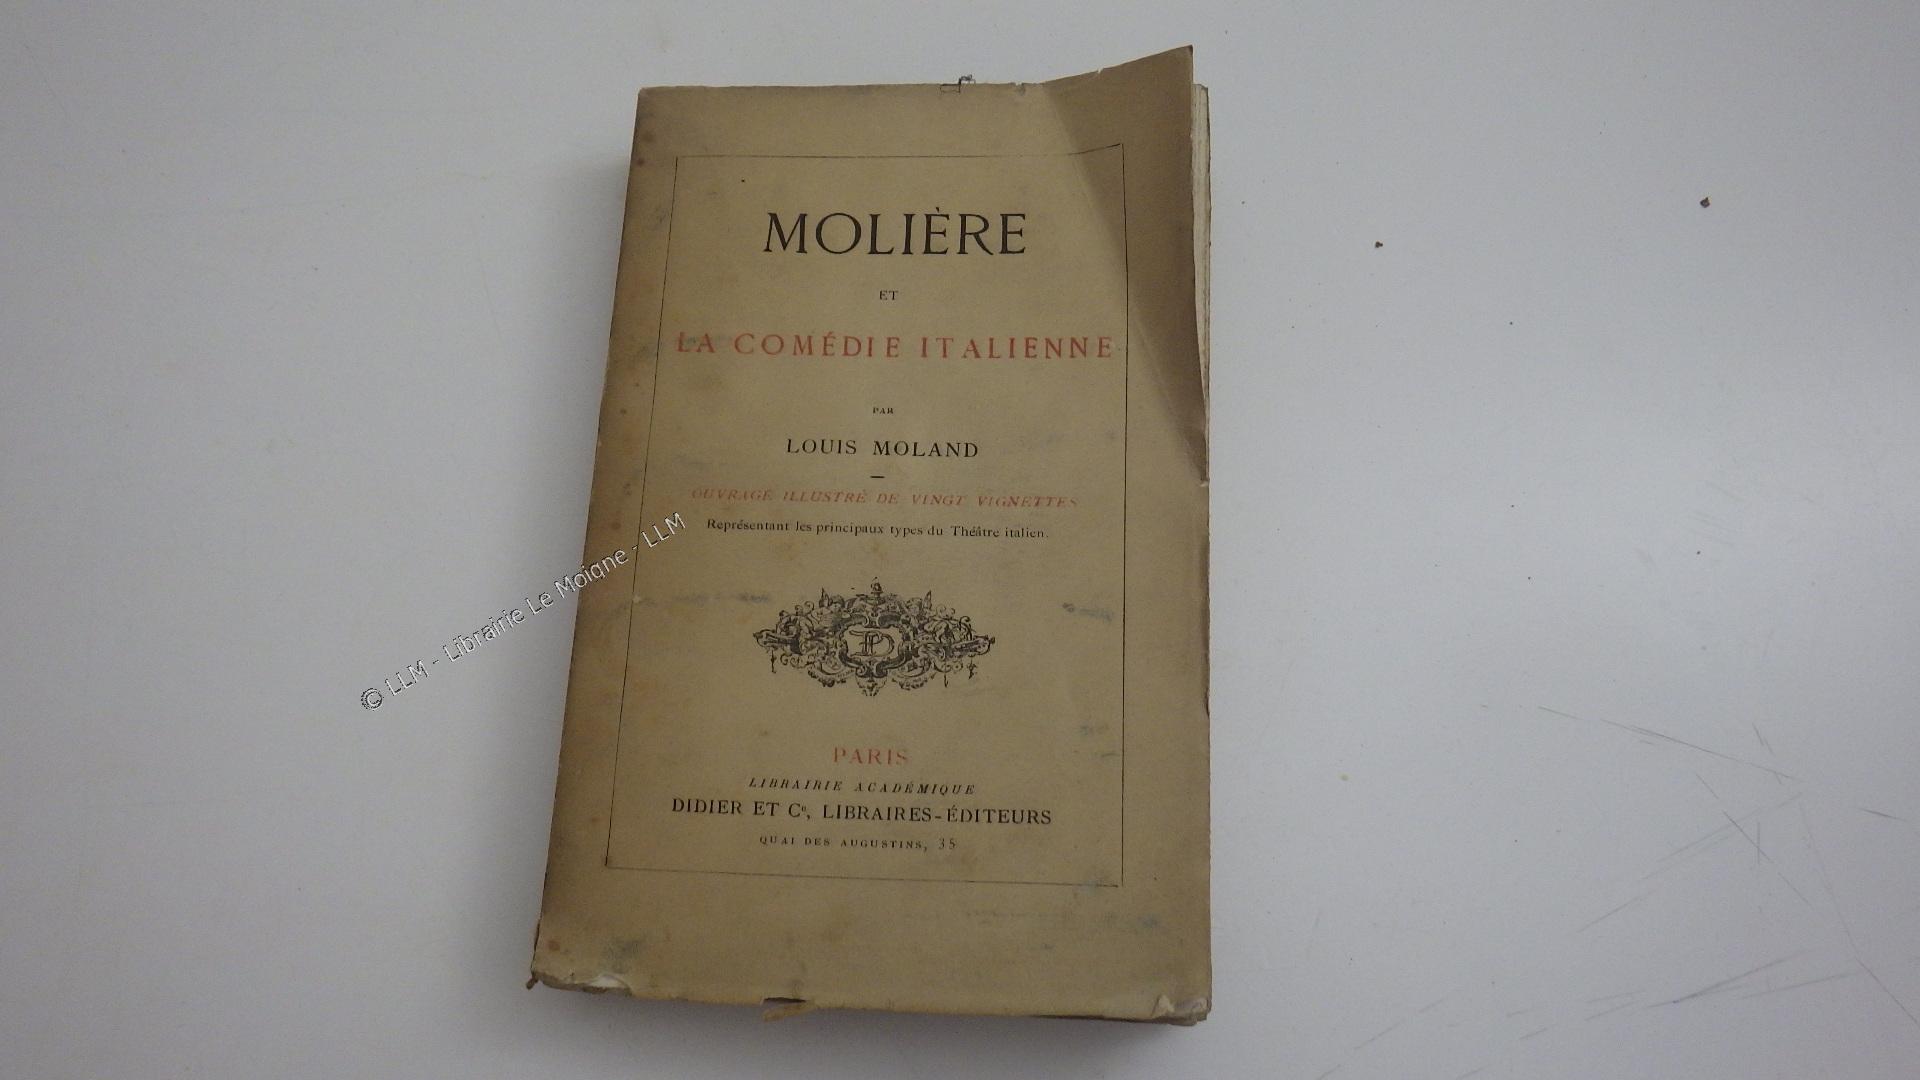 MOLIÈRE
ET
LA COMÉDIE ITALIENNE
PAR
LOUIS MOLAND
OUVRAGE ILLUSTRÉ DE VINGT VIGNETTES
Représentant les principaux types du Théâtre italien.
D
PARIS
LIBRAIRIE ACADÉMIQUE
DIDIER ET Cᵉ, LIBRAIRES-ÉDITEURS
QUAI DES AUGUSTINS, 35
© LLM - Librairie Le Moigne - LLM